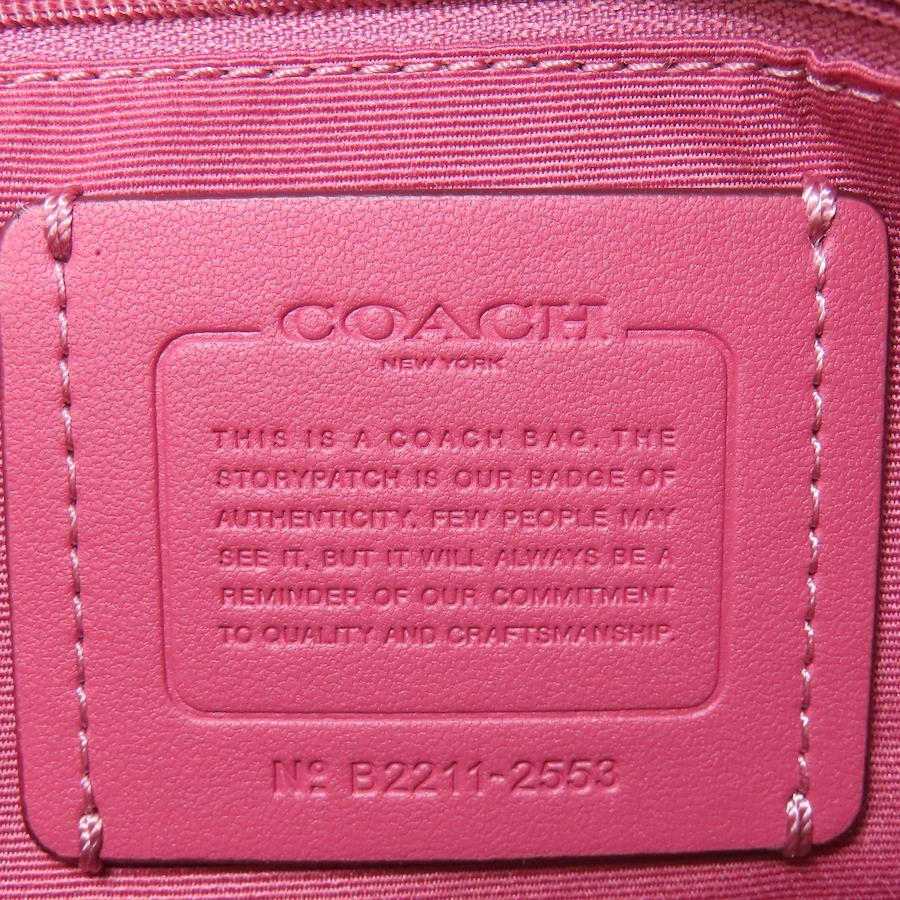 COACH
NEW YORK
THIS IS A COACH BAG. THE
STORYPATCH IS OUR BADGE OF
AUTHENTICITY. FEW PEOPLE MAY
SEE IT, BUT IT WILL ALWAYS BE A
REMINDER OF OUR COMMITMENT
TO QUALITY AND CRAFTSMANSHIP.
Nº B2211-2553